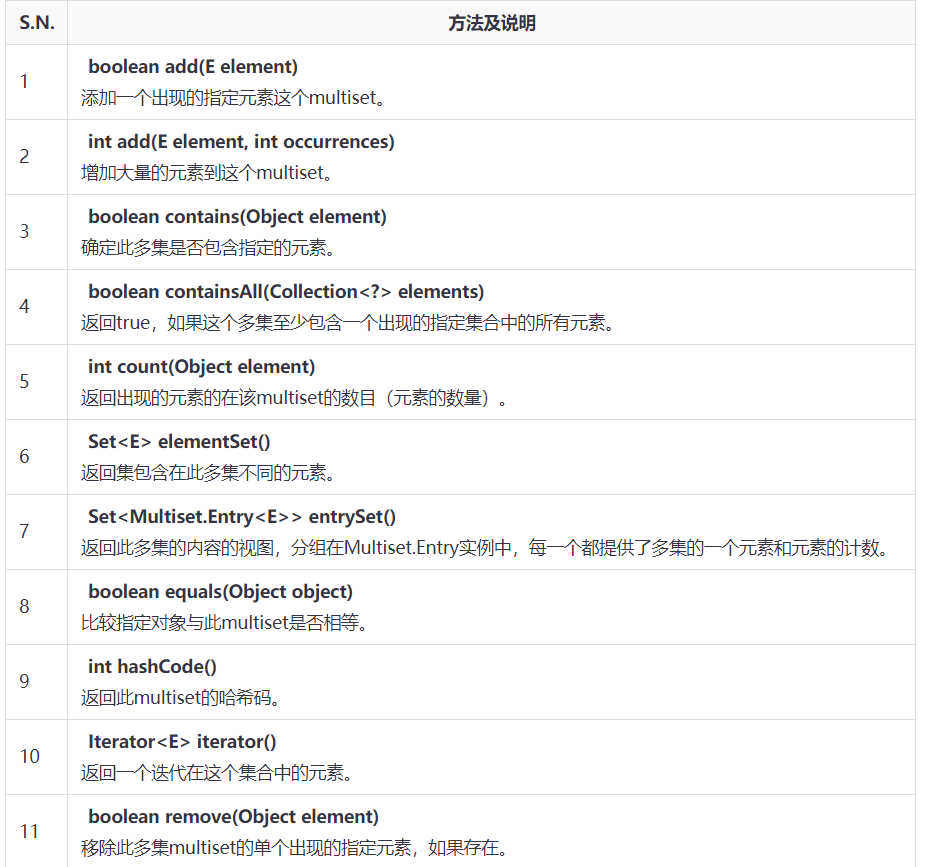 S.N. 方法及说明
1 boolean add(E element)
添加一个出现的指定元素这个multiset。
2 int add(E element, int occurrences)
增加大量的元素到这个multiset。
3 boolean contains(Object element)
确定此多集是否包含指定的元素。
4 boolean containsAll(Collection<?> elements)
返回true，如果这个多集至少包含一个出现的指定集合中的所有元素。
5 int count(Object element)
返回出现的元素的在该multiset的数目（元素的数量）。
6 Set<E> elementSet()
返回集包含在此多集不同的元素。
7 Set<Multiset.Entry<E>> entrySet()
返回此多集的内容的视图，分组在Multiset.Entry实例中，每一个都提供了多集的一个元素和元素的计数。
8 boolean equals(Object object)
比较指定对象与此multiset是否相等。
9 int hashCode()
返回此multiset的哈希码。
10 Iterator<E> iterator()
返回一个迭代在这个集合中的元素。
11 boolean remove(Object element)
移除此多集multiset的单个出现的指定元素，如果存在。